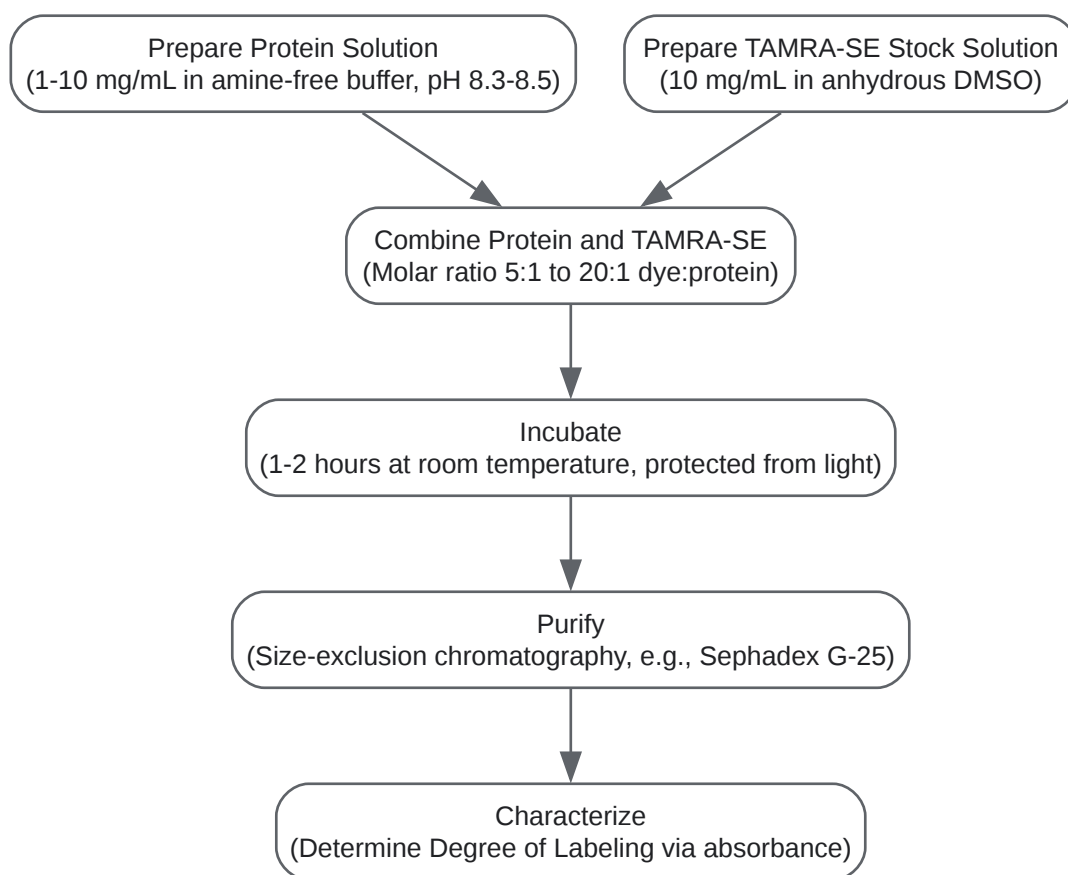 Prepare Protein Solution
(1-10 mg/mL in amine-free buffer, pH 8.3-8.5)
Prepare TAMRA-SE Stock Solution
(10 mg/mL in anhydrous DMSO)
Combine Protein and TAMRA-SE
(Molar ratio 5:1 to 20:1 dye:protein)
Incubate
(1-2 hours at room temperature, protected from light)
Purify
(Size-exclusion chromatography, e.g., Sephadex G-25)
Characterize
(Determine Degree of Labeling via absorbance)